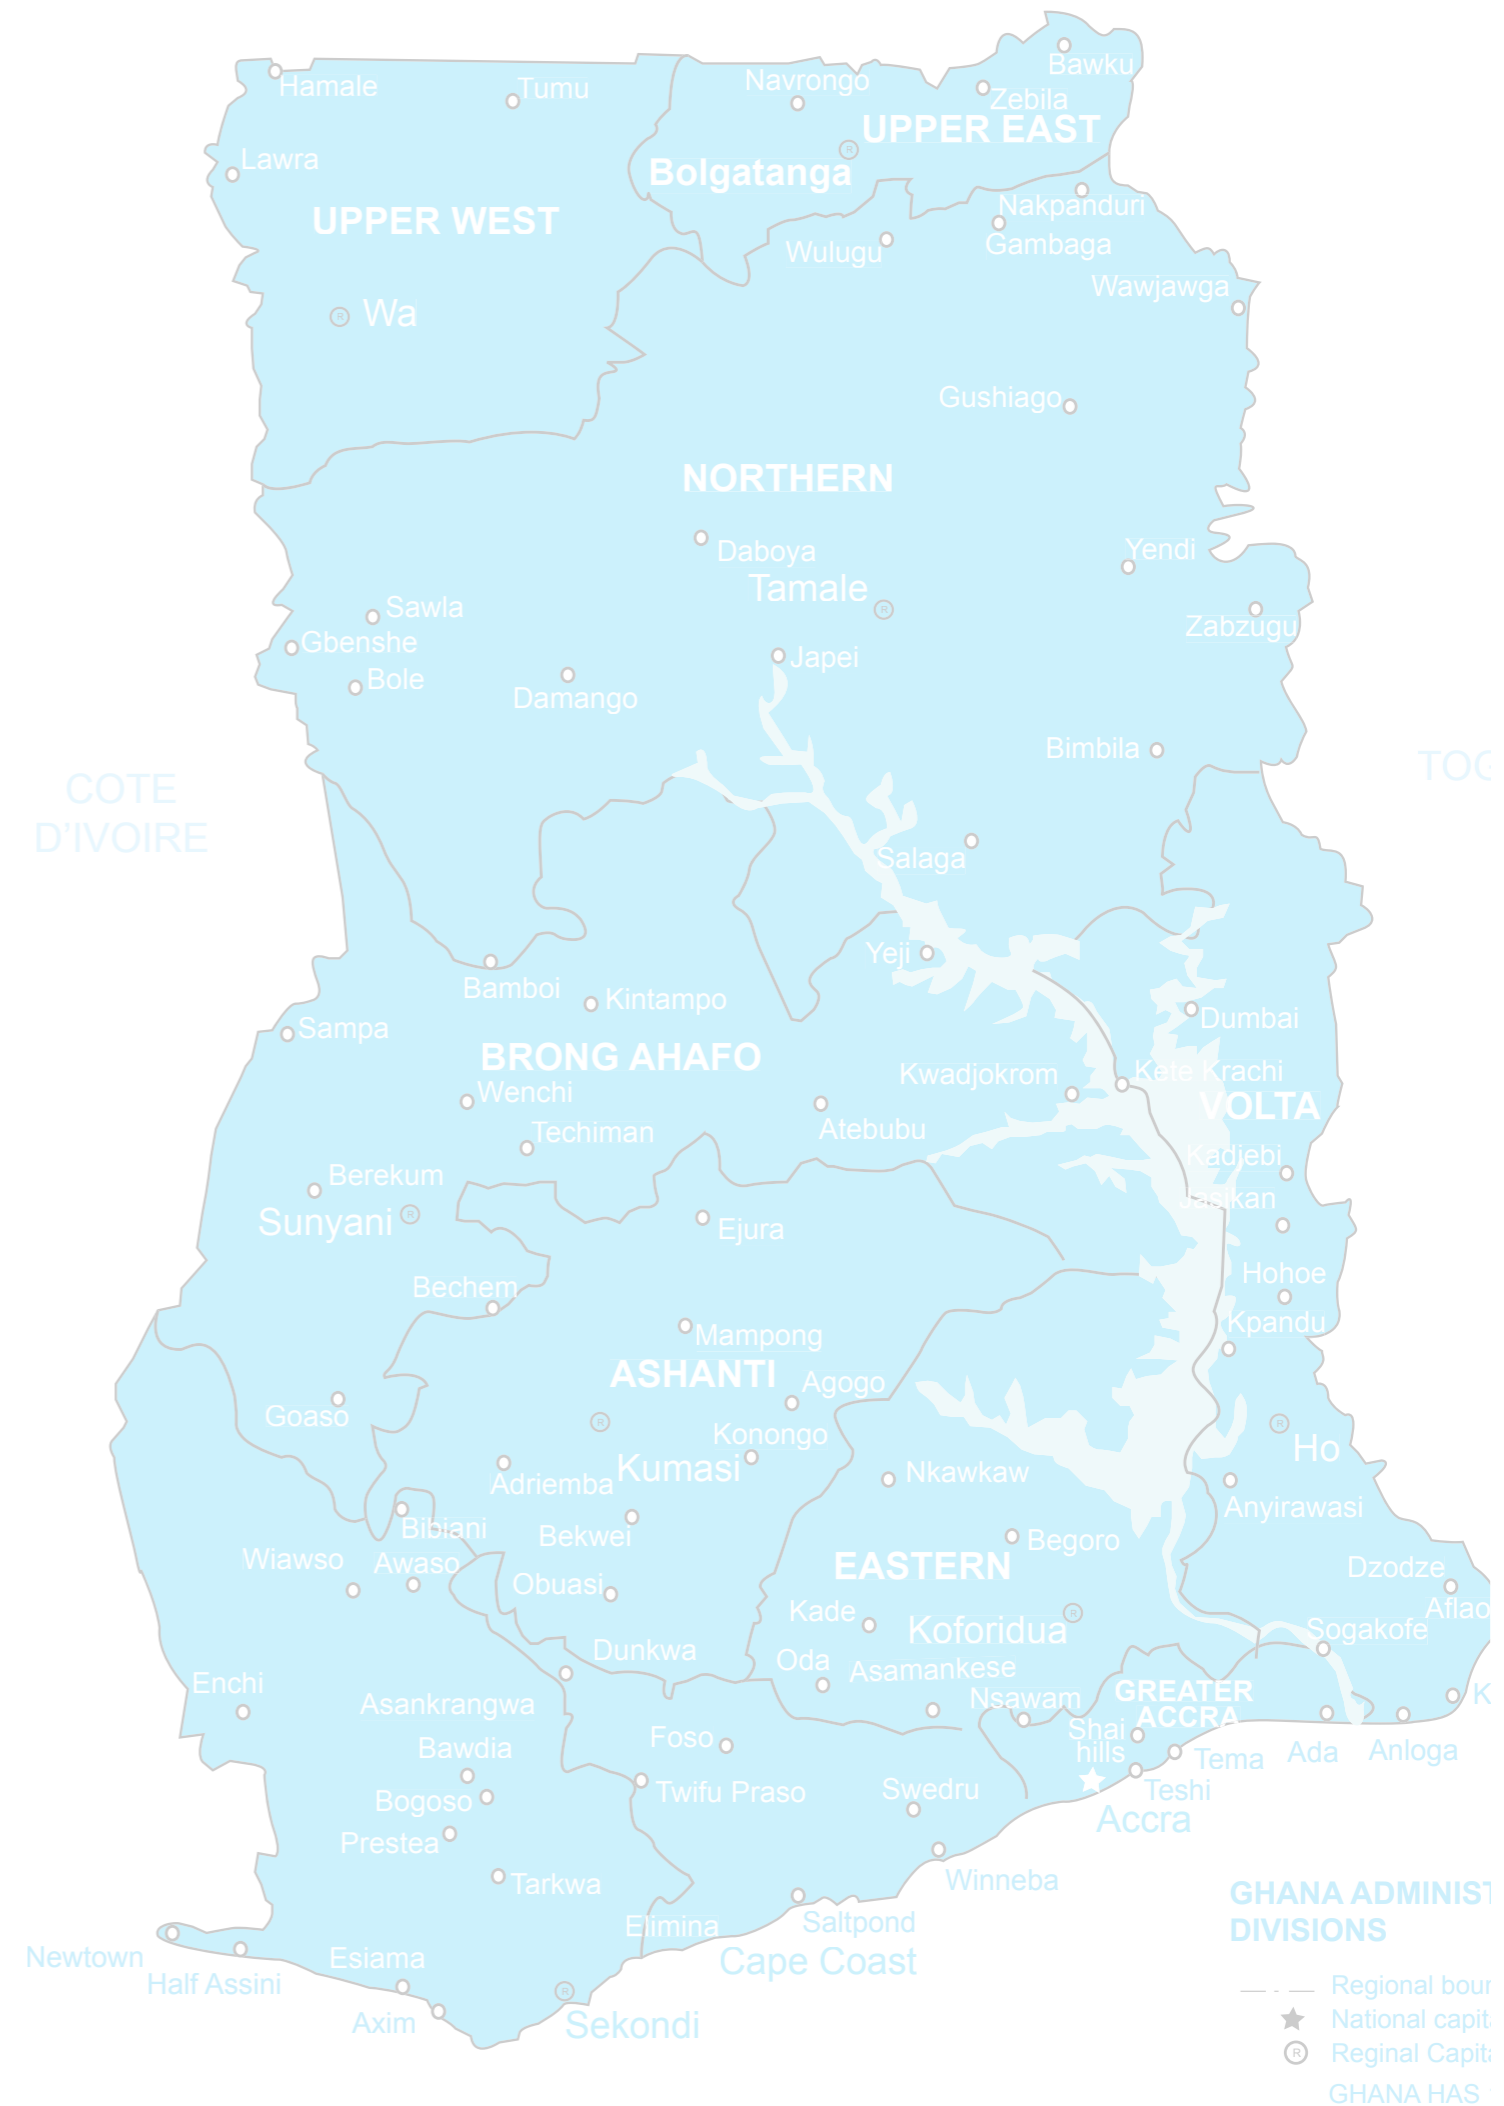 Bawku
Hamale
Tumu
Navrongo
Zebila
UPPER EAST
Lawra
Bolgatanga
UPPER WEST
Nakpanduri
Gambaga
Wulugu
Wawjawga
Wa
Gushiago
NORTHERN
Daboya
Yendi
Tamale
Sawla
Zabzugu
Gbenshe
Japei
Bole
Damango
Bimbila
COTE
D'IVOIRE
Salaga
Yeji
Bamboi
Kintampo
Dumbai
Sampa
BRONG AHAFO
Kwadjokrom
Kete Krachi
Wenchi
VOLTA
Techiman
Atebubu
Kadjebi
Berekum
Jasikan
Sunyani
Ejura
Hohoe
Bechem
Kpandu
Mampong
ASHANTI
Agogo
Goaso
Konongo
Ho
Kumasi
Nkawkaw
Adriemba
Anyirawasi
Bibiani
Bekwei
Begoro
Wiawso
Awaso
EASTERN
Dzodze
Obuasi
Kade
Aflao
Koforidua
Sogakofe
Dunkwa
Oda
Asamankese
Enchi
Asankrangwa
Nsawam
GREATER
ACCRA
K
Foso
Shai
hills
Bawdia
Tema
Ada
Anloga
Twifu Praso
Swedru
Teshi
Bogoso
Accra
Prestea
Tarkwa
Winneba
Elimina
Saltpond
Newtown
Esiama
Cape Coast
Half Assini
Axim
Sekondi
GHANA
DIVISIONS
Regional
National
Reginal
GHANA HAS